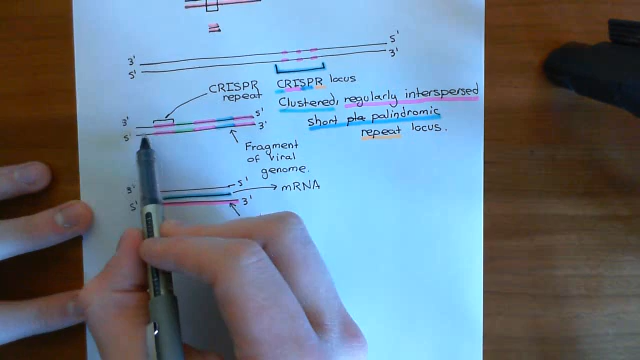 5'
3'
3'
5'
CRISPR locus
CRISPR
repeat
Clustered, regularly interspersed
short palindromic
repeat locus.
3'
5'
5'
3'
Fragment
of viral
genome.
3'
5'
5'
3'
mRNA